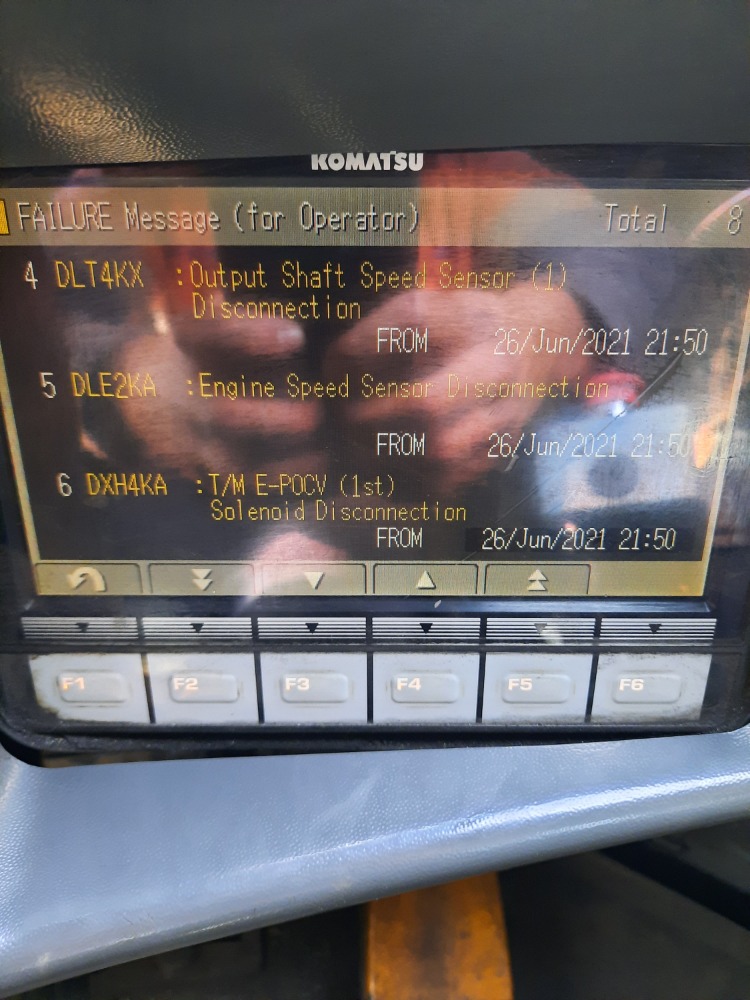 KOMATSU
FAILURE Message (for Operator) Total 8
4 DLT4KX :Output Shaft Speed Sensor (1)
Disconnection
FROM 26/Jun/2021 21:50
5 DLE2KA :Engine Speed Sensor Disconnection
FROM 26/Jun/2021 21:50
6 DXH4KA :T/M E-POCV (1st)
Solenoid Disconnection
FROM 26/Jun/2021 21:50
F1 F2 F3 F4 F5 F6